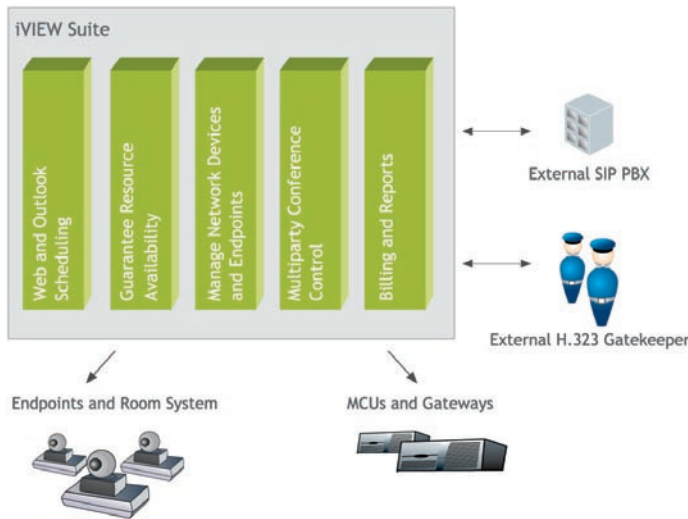 iVIEW Suite
Web and Outlook
Scheduling
Guarantee Resource
Availability
Manage Network Devices
and Endpoints
Multiparty Conference
Control
Billing and Reports
External SIP PBX
External H.323 Gatekeeper
Endpoints and Room System
MCUs and Gateways